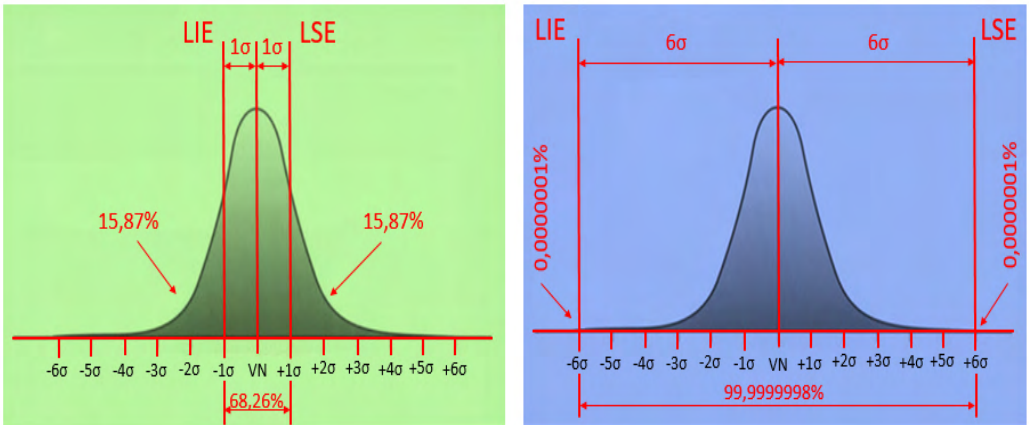 LIE LSE
1σ 1σ
15,87% 15,87%
-6σ -5σ -4σ -3σ -2σ -1σ VN +1σ +2σ +3σ +4σ +5σ +6σ
68,26%
LIE LSE
6σ 6σ
0,0000001% 0,0000001%
-6σ -5σ -4σ -3σ -2σ -1σ VN +1σ +2σ +3σ +4σ +5σ +6σ
99,9999998%